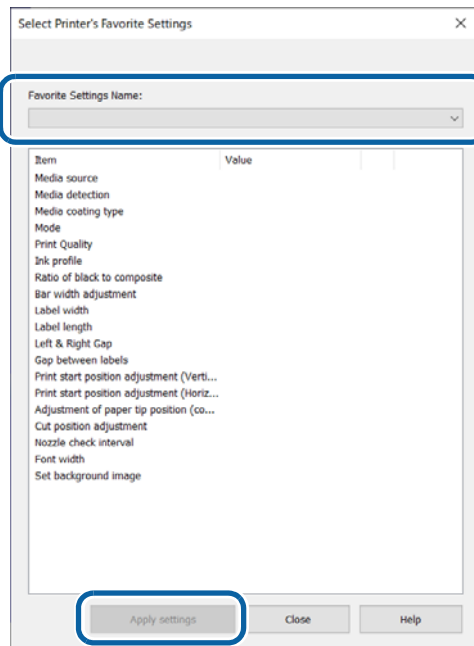 Select Printer's Favorite Settings
Favorite Settings Name:
Item Value
Media source
Media detection
Media coating type
Mode
Print Quality
Ink profile
Ratio of black to composite
Bar width adjustment
Label width
Label length
Left & Right Gap
Gap between labels
Print start position adjustment (Verti...
Print start position adjustment (Horiz...
Adjustment of paper tip position (co...
Cut position adjustment
Nozzle check interval
Font width
Set background image
Apply settings Close Help